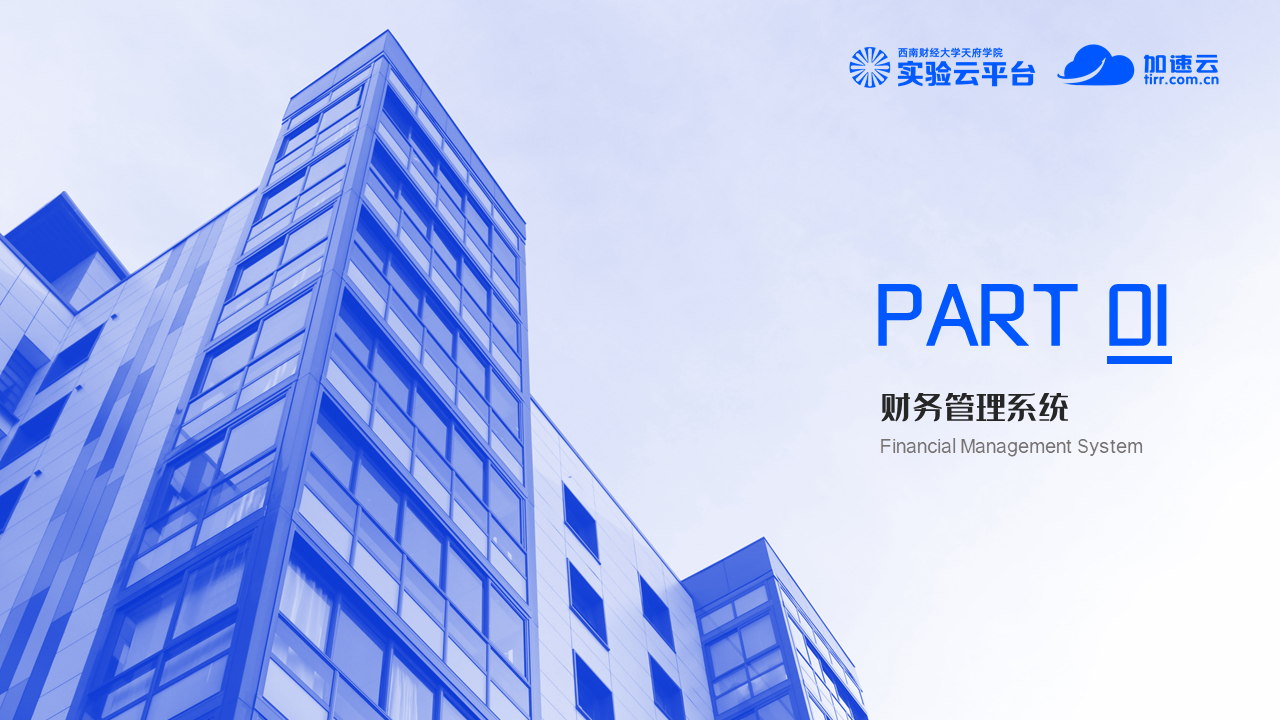 西南财经大学天府学院
实验云平台
加速云
tirr.com.cn
PART 01
财务管理系统
Financial Management System